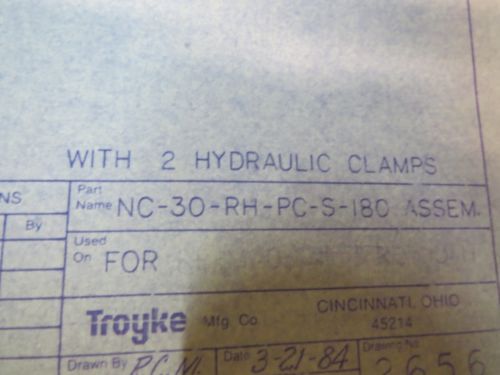 WITH 2 HYDRAULIC CLAMPS
NS
By
Part Name NC-30-RH-PC-S-180 ASSEM.
Used On FOR
Troyke Mfg. Co. CINCINNATI, OHIO 45214
Drawn By P.C.M. Date 3-21-84 Drawing No. 2656